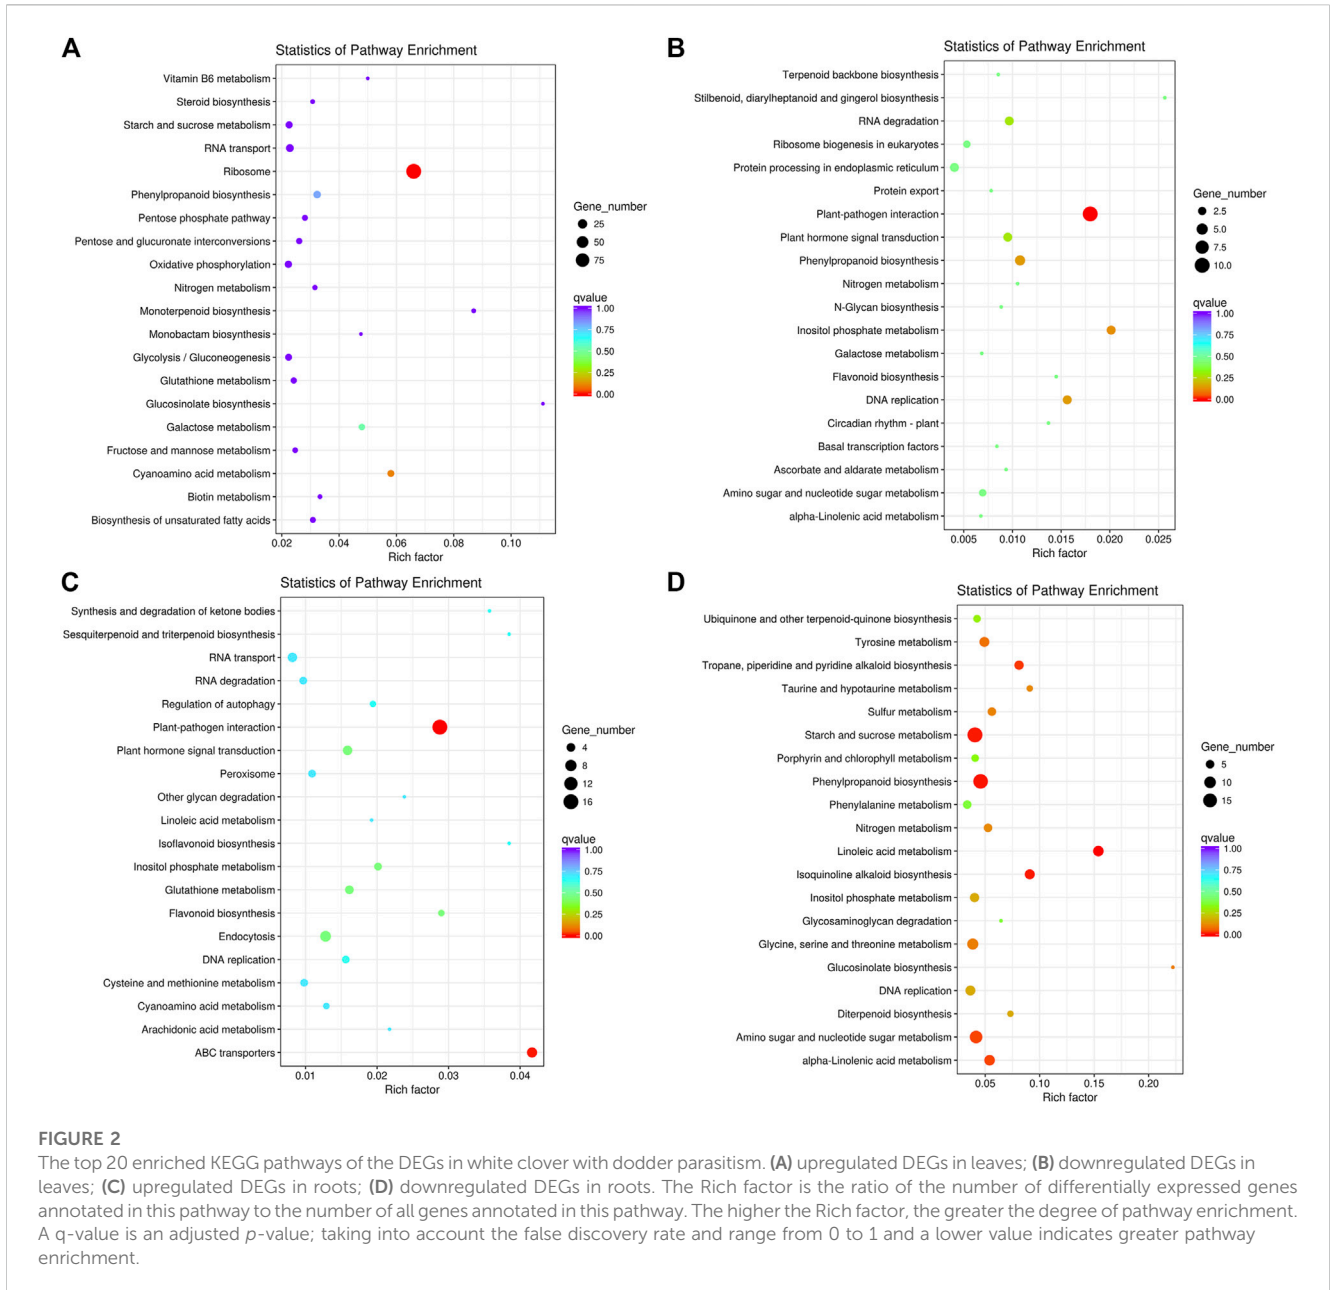 A
Statistics of Pathway Enrichment
Vitamin B6 metabolism
Steroid biosynthesis
Starch and sucrose metabolism
RNA transport
Ribosome
Phenylpropanoid biosynthesis
Pentose phosphate pathway
Pentose and glucuronate interconversions
Oxidative phosphorylation
Nitrogen metabolism
Monoterpenoid biosynthesis
Monobactam biosynthesis
Glycolysis / Gluconeogenesis
Glutathione metabolism
Glucosinolate biosynthesis
Galactose metabolism
Fructose and mannose metabolism
Cyanoamino acid metabolism
Biotin metabolism
Biosynthesis of unsaturated fatty acids
0.02 0.04 0.06 0.08 0.10
Rich factor
Gene_number
25
50
75
qvalue
1.00
0.75
0.50
0.25
0.00
B
Statistics of Pathway Enrichment
Terpenoid backbone biosynthesis
Stilbenoid, diarylheptanoid and gingerol biosynthesis
RNA degradation
Ribosome biogenesis in eukaryotes
Protein processing in endoplasmic reticulum
Protein export
Plant-pathogen interaction
Plant hormone signal transduction
Phenylpropanoid biosynthesis
Nitrogen metabolism
N-Glycan biosynthesis
Inositol phosphate metabolism
Galactose metabolism
Flavonoid biosynthesis
DNA replication
Circadian rhythm - plant
Basal transcription factors
Ascorbate and aldarate metabolism
Amino sugar and nucleotide sugar metabolism
alpha-Linolenic acid metabolism
0.005 0.010 0.015 0.020 0.025
Rich factor
Gene_number
2.5
5.0
7.5
10.0
qvalue
1.00
0.75
0.50
0.25
0.00
C
Statistics of Pathway Enrichment
Synthesis and degradation of ketone bodies
Sesquiterpenoid and triterpenoid biosynthesis
RNA transport
RNA degradation
Regulation of autophagy
Plant-pathogen interaction
Plant hormone signal transduction
Peroxisome
Other glycan degradation
Linoleic acid metabolism
Isoflavonoid biosynthesis
Inositol phosphate metabolism
Glutathione metabolism
Flavonoid biosynthesis
Endocytosis
DNA replication
Cysteine and methionine metabolism
Cyanoamino acid metabolism
Arachidonic acid metabolism
ABC transporters
0.01 0.02 0.03 0.04
Rich factor
Gene_number
4
8
12
16
qvalue
1.00
0.75
0.50
0.25
0.00
D
Statistics of Pathway Enrichment
Ubiquinone and other terpenoid-quinone biosynthesis
Tyrosine metabolism
Tropane, piperidine and pyridine alkaloid biosynthesis
Taurine and hypotaurine metabolism
Sulfur metabolism
Starch and sucrose metabolism
Porphyrin and chlorophyll metabolism
Phenylpropanoid biosynthesis
Phenylalanine metabolism
Nitrogen metabolism
Linoleic acid metabolism
Isoquinoline alkaloid biosynthesis
Inositol phosphate metabolism
Glycosaminoglycan degradation
Glycine, serine and threonine metabolism
Glucosinolate biosynthesis
DNA replication
Diterpenoid biosynthesis
Amino sugar and nucleotide sugar metabolism
alpha-Linolenic acid metabolism
0.05 0.10 0.15 0.20
Rich factor
Gene_number
5
10
15
qvalue
1.00
0.75
0.50
0.25
0.00
FIGURE 2
The top 20 enriched KEGG pathways of the DEGs in white clover with dodder parasitism. (A) upregulated DEGs in leaves; (B) downregulated DEGs in
leaves; (C) upregulated DEGs in roots; (D) downregulated DEGs in roots. The Rich factor is the ratio of the number of differentially expressed genes
annotated in this pathway to the number of all genes annotated in this pathway. The higher the Rich factor, the greater the degree of pathway enrichment.
A q-value is an adjusted p-value; taking into account the false discovery rate and range from 0 to 1 and a lower value indicates greater pathway
enrichment.